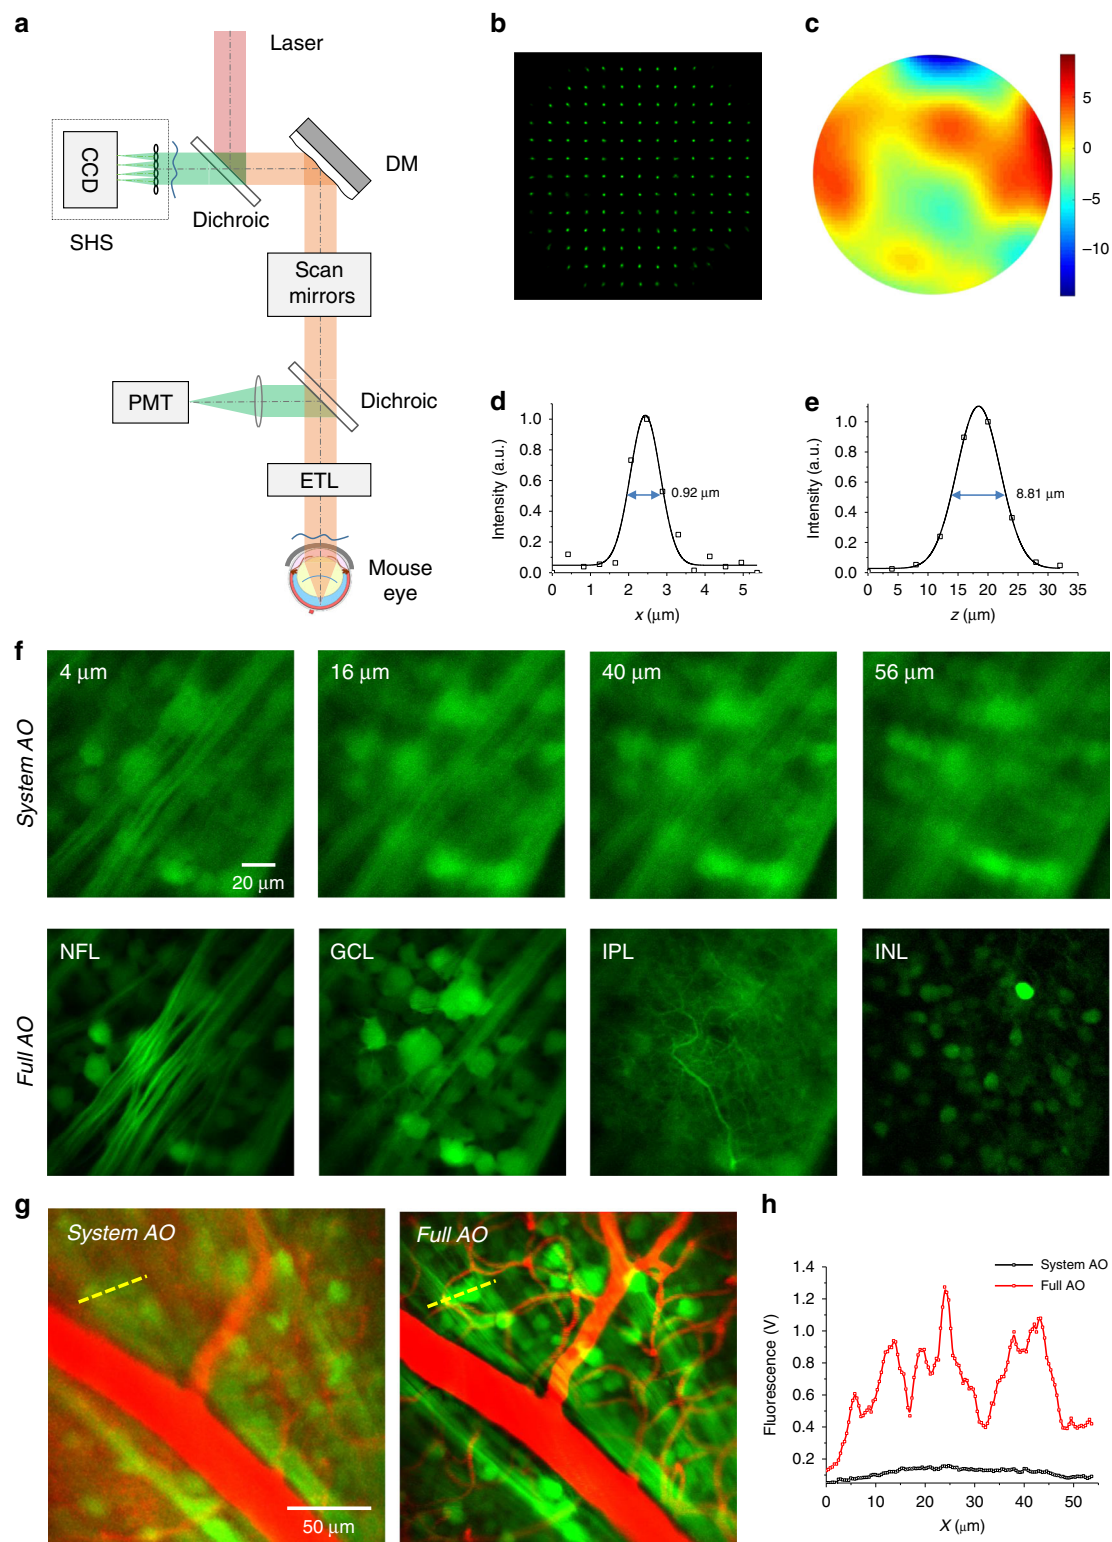 a
Laser
CCD
SHS
Dichroic
DM
Scan
mirrors
PMT
Dichroic
ETL
Mouse
eye
b
c
5
0
−5
−10
d
Intensity (a.u.)
1.0
0.8
0.6
0.4
0.2
0.0
0.92 μm
0 1 2 3 4 5
x (μm)
e
Intensity (a.u.)
1.0
0.8
0.6
0.4
0.2
0.0
8.81 μm
0 5 10 15 20 25 30 35
z (μm)
f
System AO
4 μm
16 μm
40 μm
56 μm
20 μm
Full AO
NFL
GCL
IPL
INL
g
System AO
50 μm
Full AO
h
System AO
Full AO
Fluorescence (V)
1.4
1.2
1.0
0.8
0.6
0.4
0.2
0 10 20 30 40 50
X (μm)